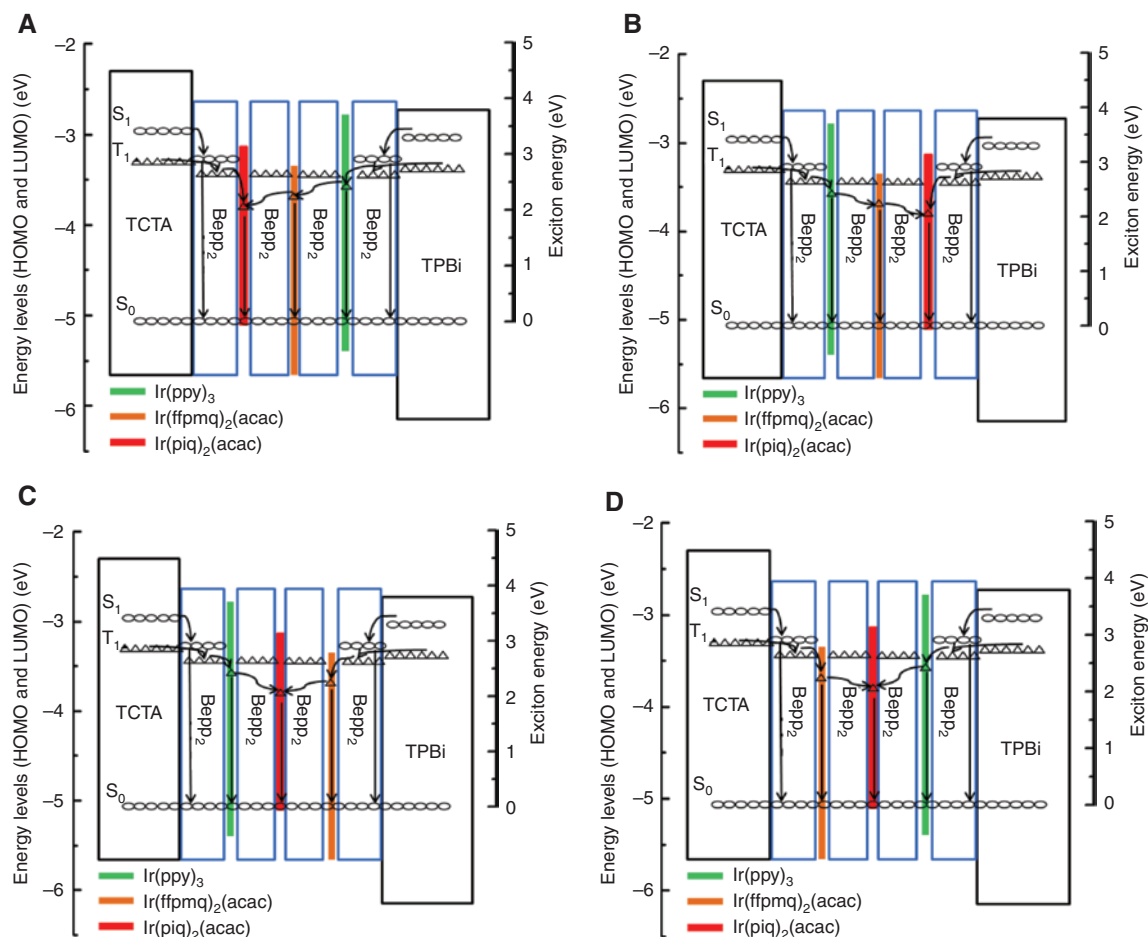 A
Energy levels (HOMO and LUMO) (eV)
–2
–3
–4
–5
–6
S₁
T₁
S₀
TCTA
Bepp₂
Bepp₂
Bepp₂
Bepp₂
TPBi
5
4
3
2
1
0
Exciton energy (eV)
Ir(ppy)₃
Ir(ffpmq)₂(acac)
Ir(piq)₂(acac)
B
Energy levels (HOMO and LUMO) (eV)
–2
–3
–4
–5
–6
S₁
T₁
S₀
TCTA
Bepp₂
Bepp₂
Bepp₂
Bepp₂
TPBi
5
4
3
2
1
0
Exciton energy (eV)
Ir(ppy)₃
Ir(ffpmq)₂(acac)
Ir(piq)₂(acac)
C
Energy levels (HOMO and LUMO) (eV)
–2
–3
–4
–5
–6
S₁
T₁
S₀
TCTA
Bepp₂
Bepp₂
Bepp₂
Bepp₂
TPBi
5
4
3
2
1
0
Exciton energy (eV)
Ir(ppy)₃
Ir(ffpmq)₂(acac)
Ir(piq)₂(acac)
D
Energy levels (HOMO and LUMO) (eV)
–2
–3
–4
–5
–6
S₁
T₁
S₀
TCTA
Bepp₂
Bepp₂
Bepp₂
Bepp₂
TPBi
5
4
3
2
1
0
Exciton energy (eV)
Ir(ppy)₃
Ir(ffpmq)₂(acac)
Ir(piq)₂(acac)